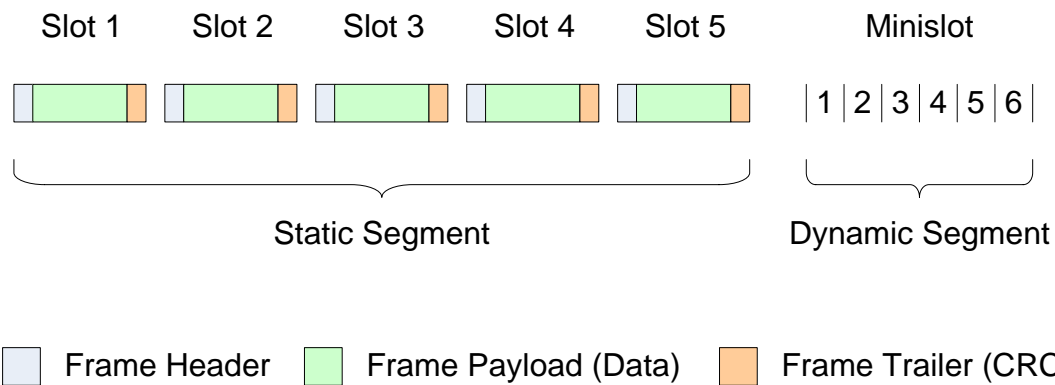 Slot 1 Slot 2 Slot 3 Slot 4 Slot 5 Minislot
1 2 3 4 5 6
Static Segment Dynamic Segment
Frame Header Frame Payload (Data) Frame Trailer (CRC